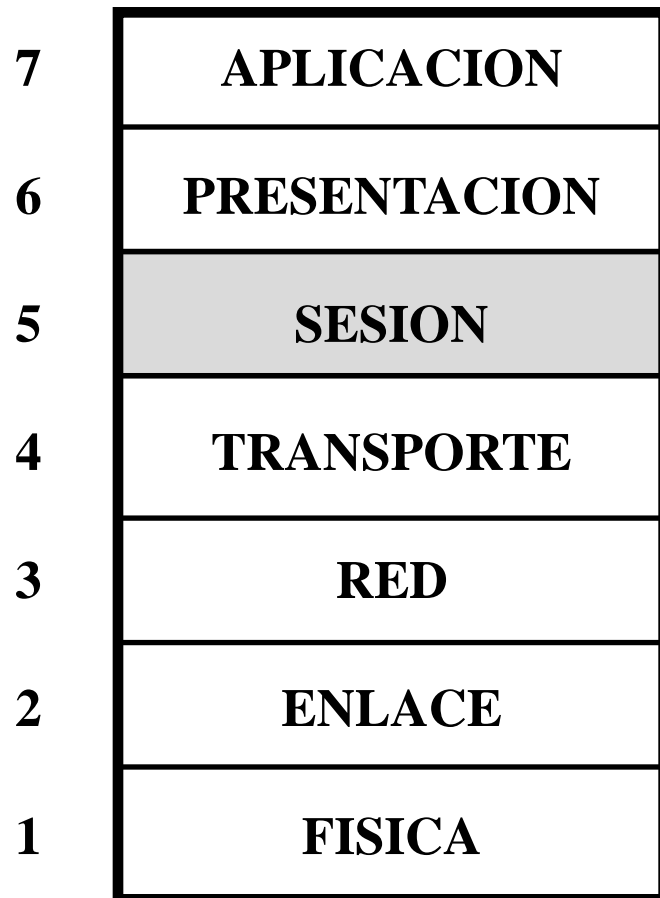 7 APLICACION
6 PRESENTACION
5 SESION
4 TRANSPORTE
3 RED
2 ENLACE
1 FISICA